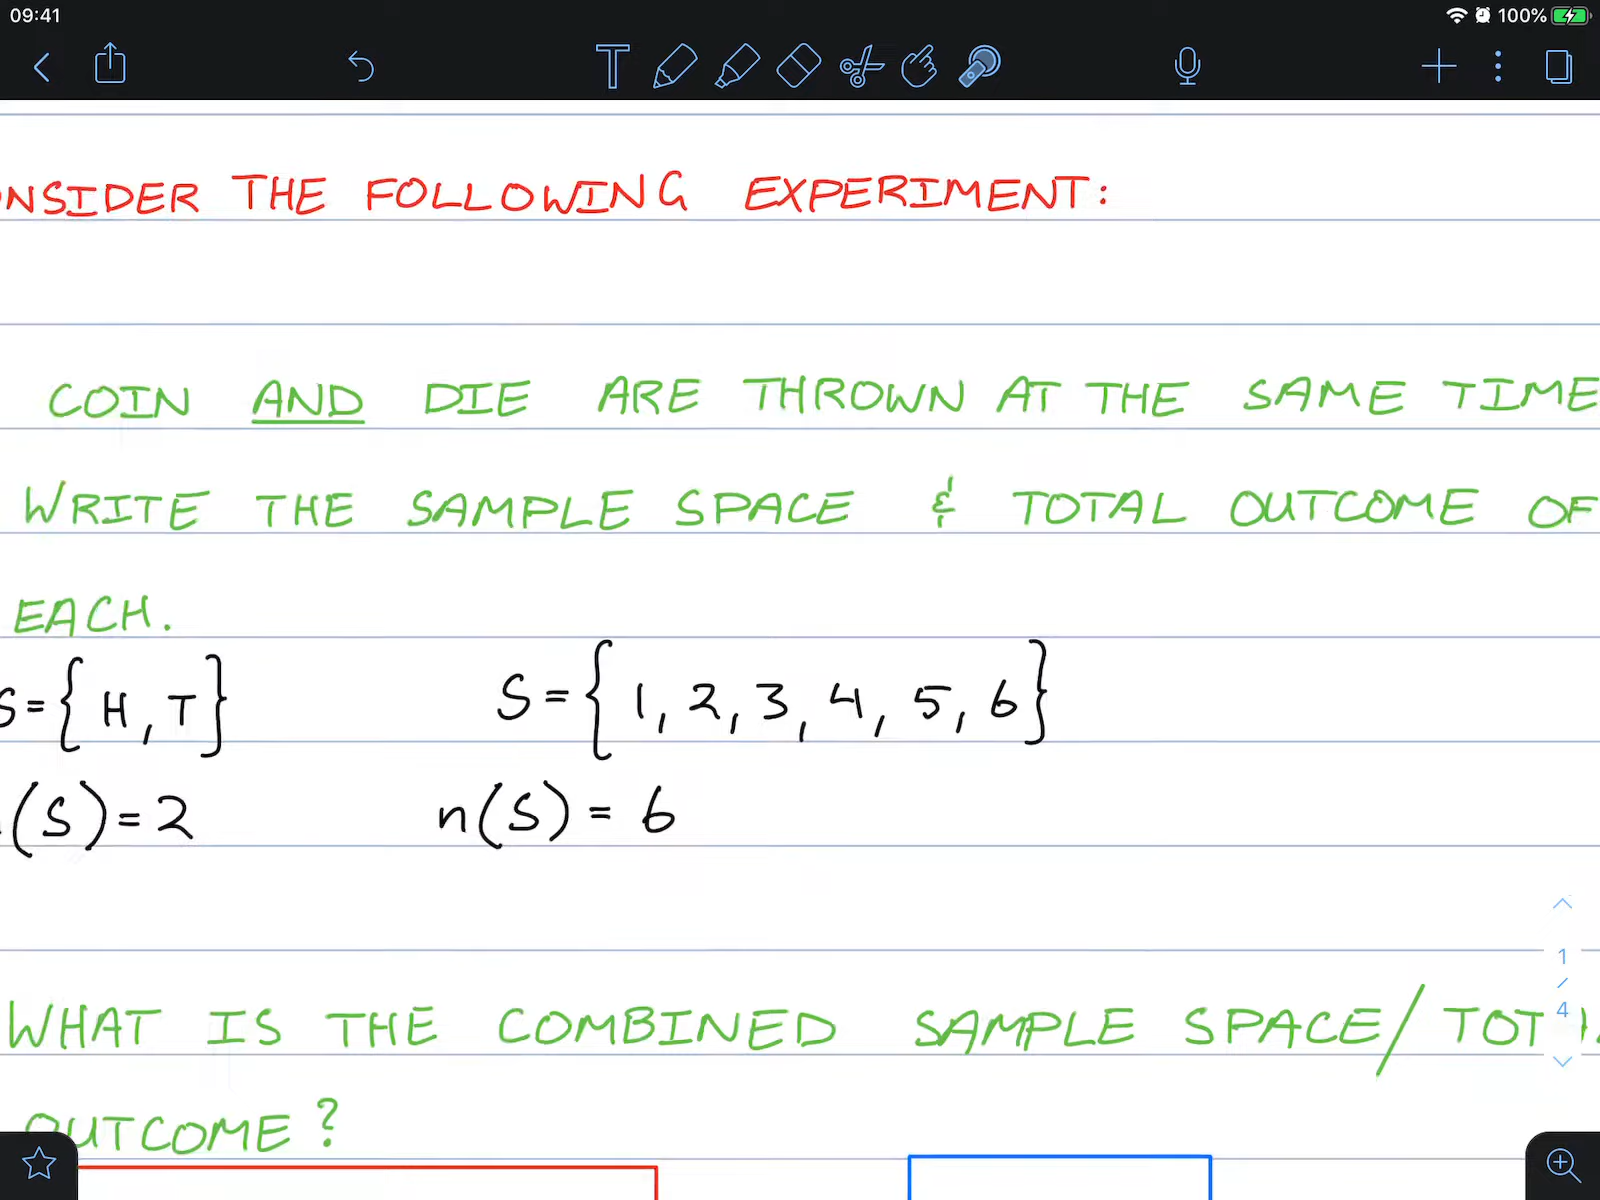 09:41 100%
ONSIDER THE FOLLOWING EXPERIMENT:
COIN AND DIE ARE THROWN AT THE SAME TIME
WRITE THE SAMPLE SPACE & TOTAL OUTCOME OF
EACH.
S={H,T} S={1,2,3,4,5,6}
(S)=2 n(S)=6
1
/
4
WHAT IS THE COMBINED SAMPLE SPACE/TOT
OUTCOME?